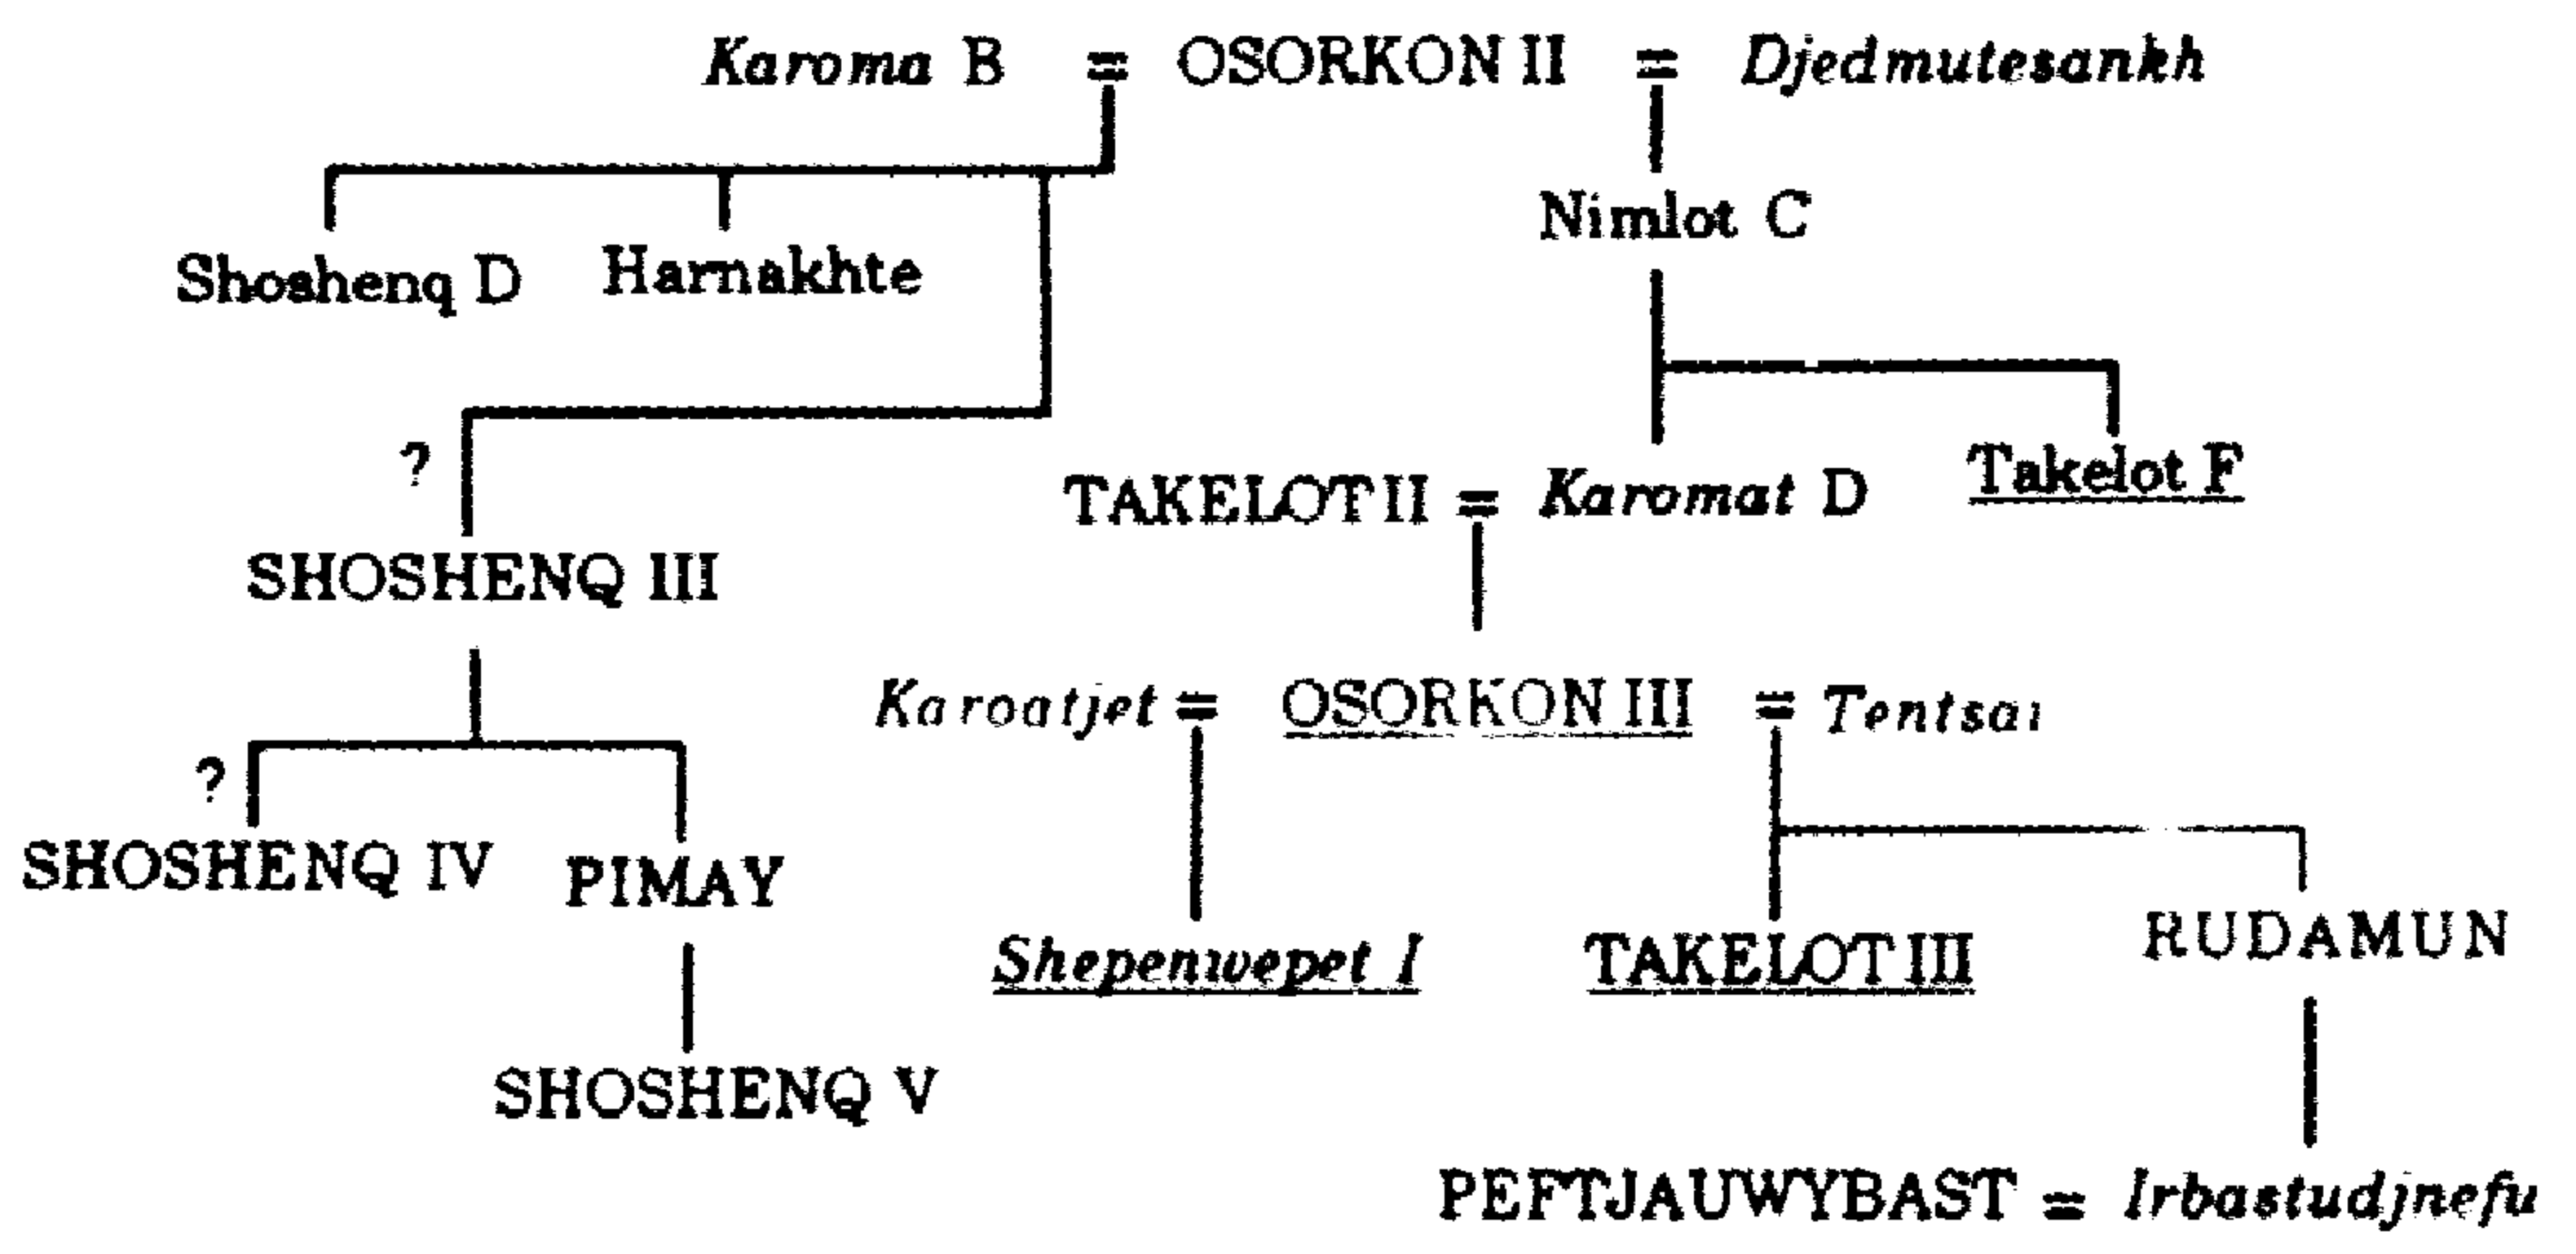 Karoma B = OSORKON II = Djedmutesankh
Nimlot C
Shoshenq D Harnakhte
? Takelot F
TAKELOT II = Karomat D
SHOSHENQ III
Karoatjet = OSORKON III = Tentsai
?
SHOSHENQ IV PIMAY
RUDAMUN
Shepenwepet I TAKELOT III
SHOSHENQ V
PEFTJAUWYBAST = Irbastudjnefu